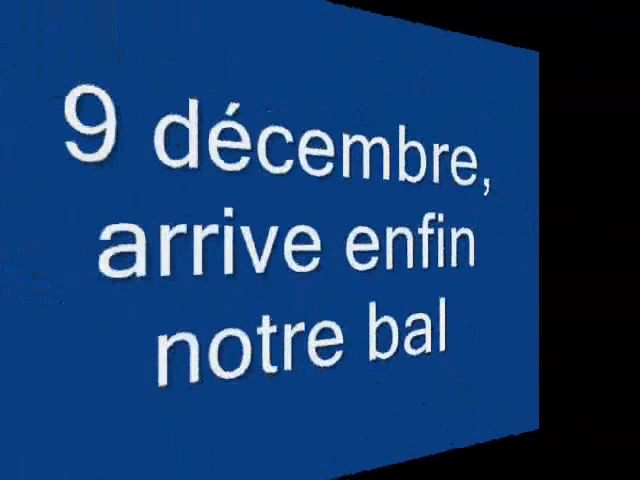 9 décembre,
arrive enfin
notre bal